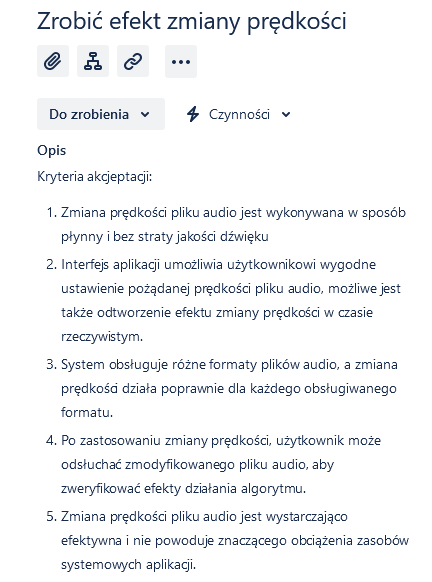 Zrobić efekt zmiany prędkości
Do zrobienia
Czynności
Opis
Kryteria akcjeptacji:
1. Zmiana prędkości pliku audio jest wykonywana w sposób
płynny i bez straty jakości dźwięku
2. Interfejs aplikacji umożliwia użytkownikowi wygodne
ustawienie pożądanej prędkości pliku audio, możliwe jest
także odtworzenie efektu zmiany prędkości w czasie
rzeczywistym.
3. System obsługuje różne formaty plików audio, a zmiana
prędkości działa poprawnie dla każdego obsługiwanego
formatu.
4. Po zastosowaniu zmiany prędkości, użytkownik może
odsłuchać zmodyfikowanego pliku audio, aby
zweryfikować efekty działania algorytmu.
5. Zmiana prędkości pliku audio jest wystarczająco
efektywna i nie powoduje znaczącego obciążenia zasobów
systemowych aplikacji.